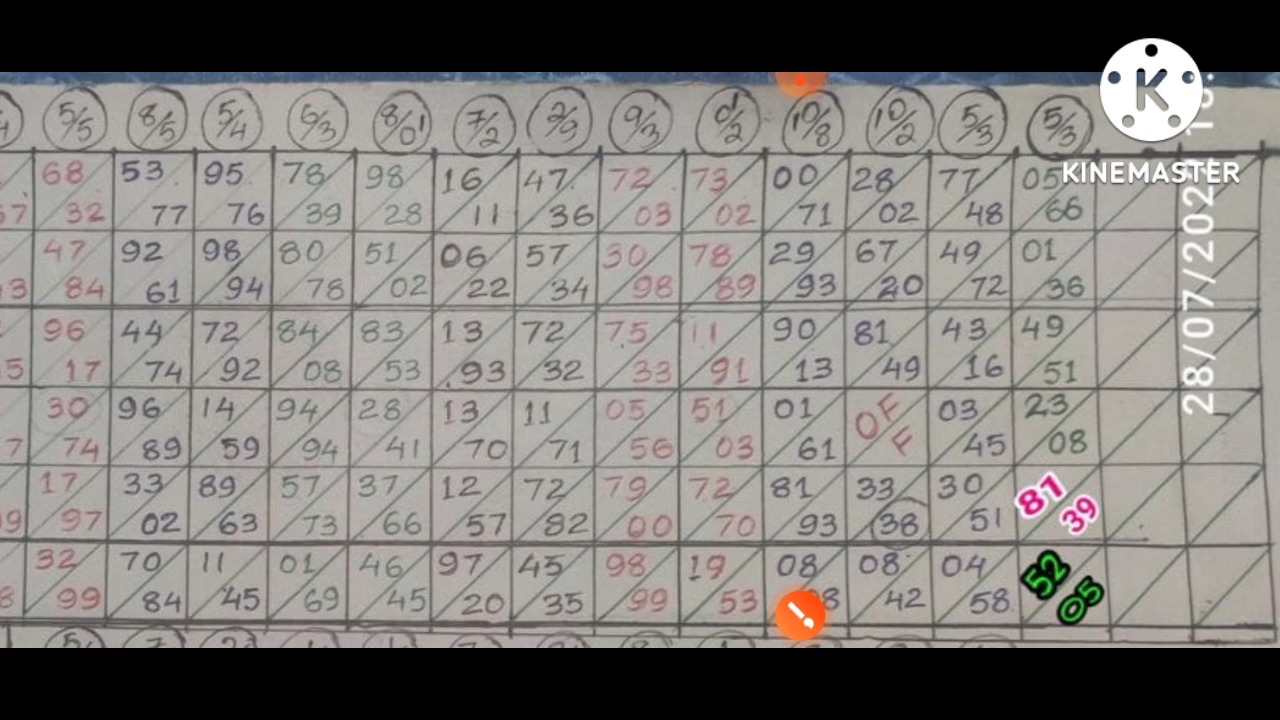 5/5 8/5 5/4 6/3 8/01 7/2 2/9 9/3 0/2 10/8 10/2 5/3 5/3
68 53 95 78 98 16 47 72 73 00 28 77 05
67 32 77 76 39 28 11 36 03 02 71 02 48 66
47 92 98 80 51 06 57 30 78 29 67 49 01
3 84 61 94 78 02 22 34 98 89 93 20 72 36
96 44 72 84 83 13 72 75 11 90 81 43 49
5 17 74 92 08 53 93 32 33 91 13 49 16 51
30 96 14 94 28 13 11 05 51 01 OFF 03 23
7 74 89 59 94 41 70 71 56 03 61 45 08
17 33 89 57 37 12 72 79 72 81 33 30 81
09 97 02 63 73 66 57 82 00 70 93 38 51 39
32 70 11 01 46 97 45 98 19 08 08 04 52
8 99 84 45 69 45 20 35 99 53 8 42 58 05
K
KINEMASTER
28/07/202